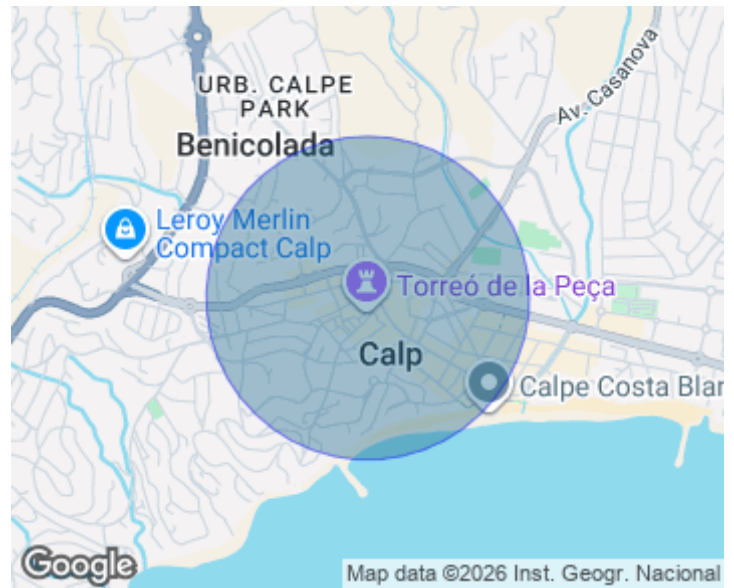 URB. CALPE
PARK
Benicolada
Av. Casanova
Leroy Merlin
Compact Calp
Torreó de la Peça
Calp
Calpe Costa Blan
Google
Map data ©2026 Inst. Geogr. Nacional